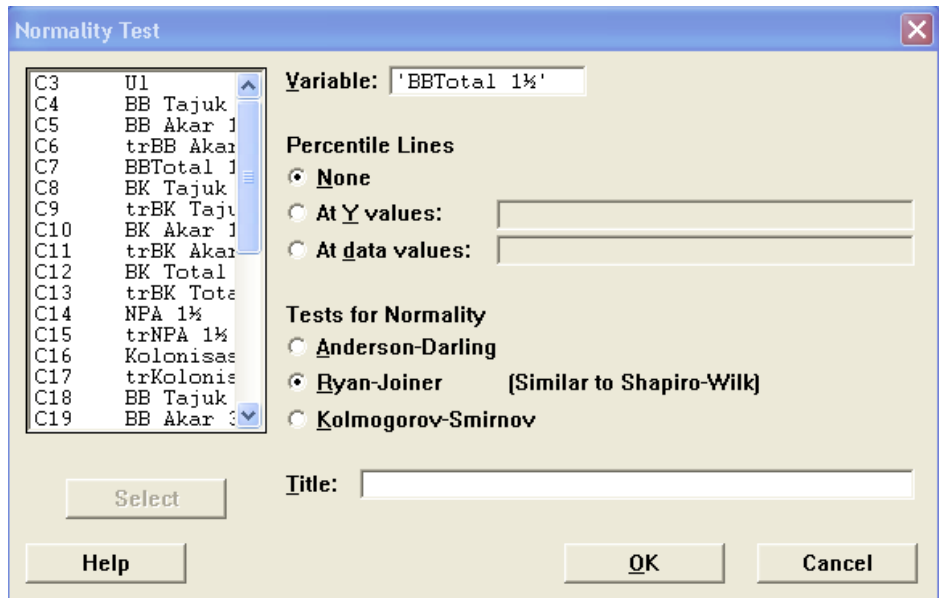 Normality Test
C3 Ul
C4 BB Tajuk
C5 BB Akar 1
C6 trBB Akar
C7 BBTotal 1
C8 BK Tajuk
C9 trBK Taju
C10 BK Akar 1
C11 trBK Akar
C12 BK Total
C13 trBK Tota
C14 NPA 1½
C15 trNPA 1½
C16 Kolonisas
C17 trKolonis
C18 BB Tajuk
C19 BB Akar 3
Select
Help
Variable: 'BBTotal 1½'
Percentile Lines
None
At Y values:
At data values:
Tests for Normality
Anderson-Darling
Ryan-Joiner (Similar to Shapiro-Wilk)
Kolmogorov-Smirnov
Title:
OK Cancel